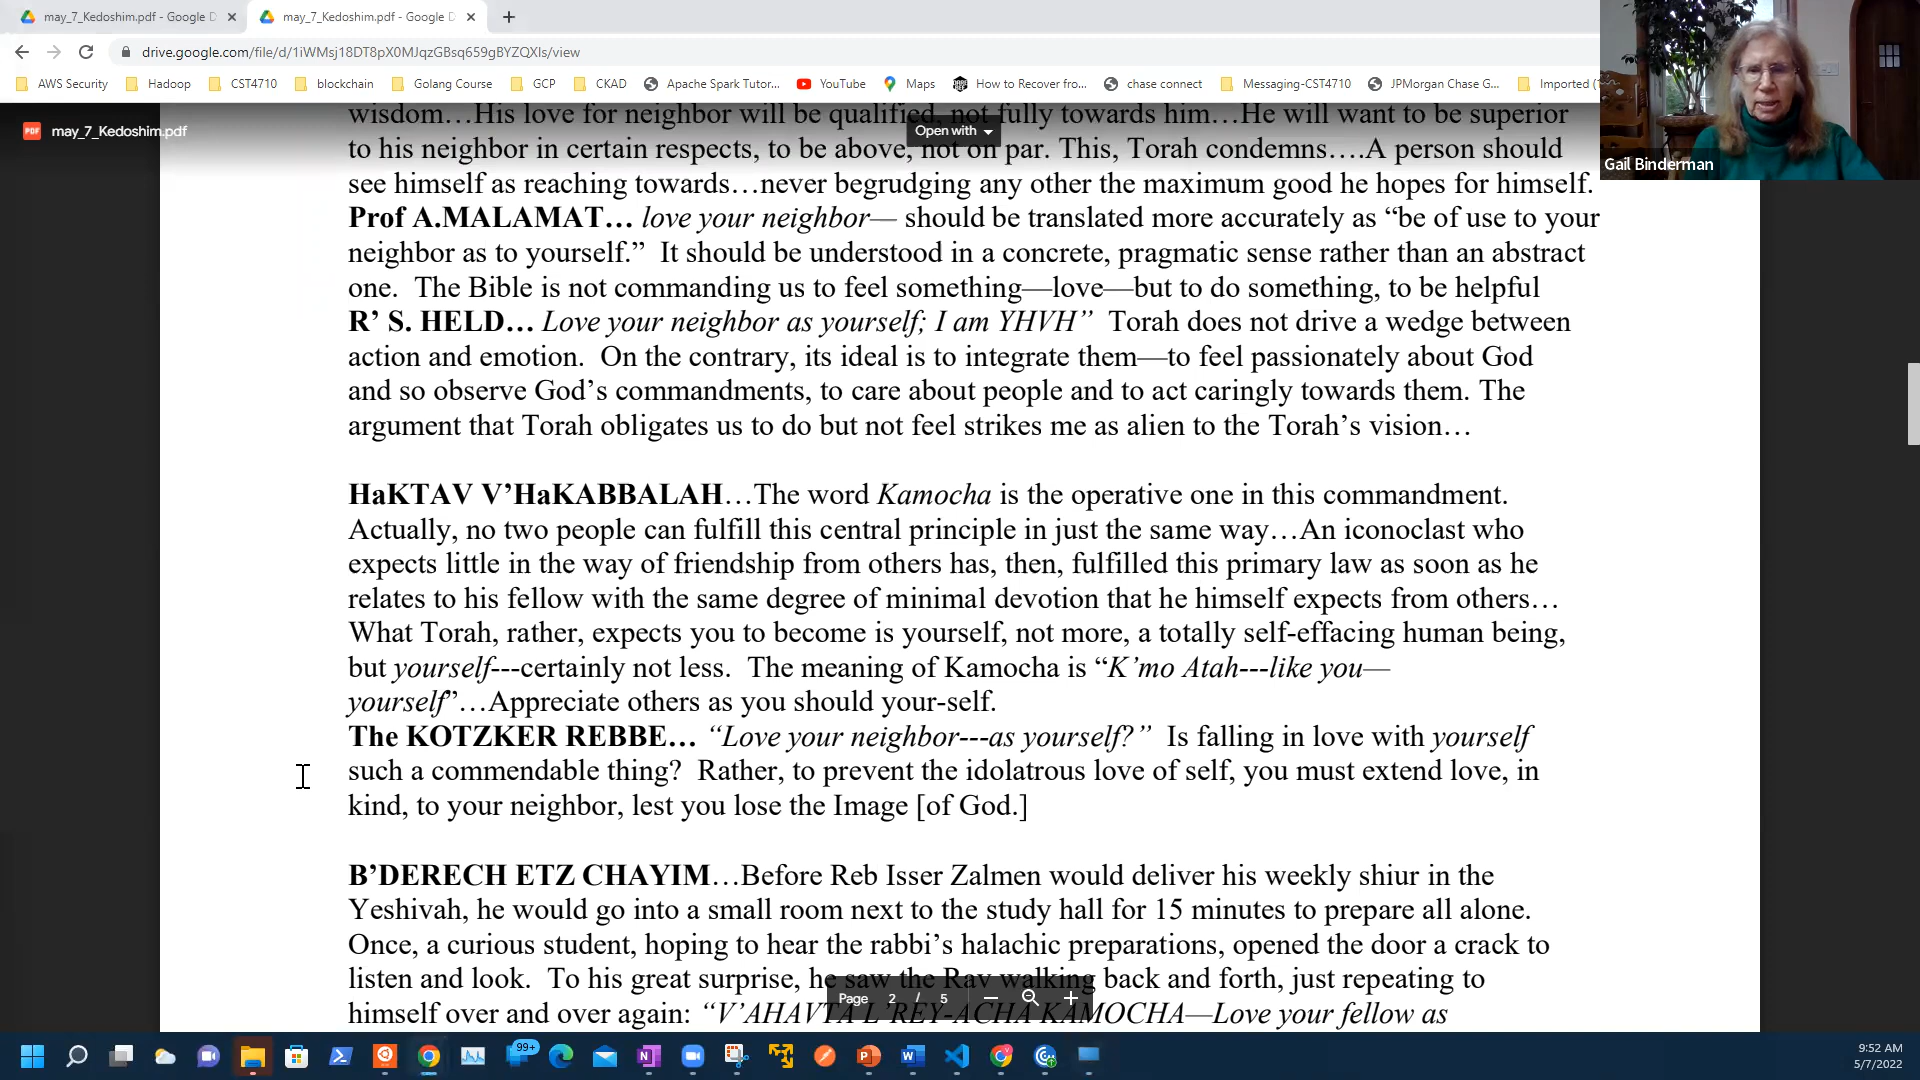 may_7_Kedoshim.pdf - Google D
may_7_Kedoshim.pdf - Google D
drive.google.com/file/d/1iWMsj18DT8pX0MJqzGBsq659gBYZQXIs/view
AWS Security Hadoop CST4710 blockchain Golang Course GCP CKAD Apache Spark Tutor... YouTube Maps How to Recover fro... chase connect Messaging-CST4710 JPMorgan Chase G... Imported (1
PDF may_7_Kedoshim.pdf
Open with
Gail Binderman
wisdom…His love for neighbor will be qualified, not fully towards him…He will want to be superior
to his neighbor in certain respects, to be above, not on par. This, Torah condemns….A person should
see himself as reaching towards…never begrudging any other the maximum good he hopes for himself.
Prof A.MALAMAT… love your neighbor— should be translated more accurately as “be of use to your
neighbor as to yourself.” It should be understood in a concrete, pragmatic sense rather than an abstract
one. The Bible is not commanding us to feel something—love—but to do something, to be helpful
R’ S. HELD… Love your neighbor as yourself; I am YHVH” Torah does not drive a wedge between
action and emotion. On the contrary, its ideal is to integrate them—to feel passionately about God
and so observe God’s commandments, to care about people and to act caringly towards them. The
argument that Torah obligates us to do but not feel strikes me as alien to the Torah’s vision…
HaKTAV V’HaKABBALAH…The word Kamocha is the operative one in this commandment.
Actually, no two people can fulfill this central principle in just the same way…An iconoclast who
expects little in the way of friendship from others has, then, fulfilled this primary law as soon as he
relates to his fellow with the same degree of minimal devotion that he himself expects from others…
What Torah, rather, expects you to become is yourself, not more, a totally self-effacing human being,
but yourself---certainly not less. The meaning of Kamocha is “K’mo Atah---like you—
yourself”…Appreciate others as you should your-self.
The KOTZKER REBBE… “Love your neighbor---as yourself?” Is falling in love with yourself
such a commendable thing? Rather, to prevent the idolatrous love of self, you must extend love, in
kind, to your neighbor, lest you lose the Image [of God.]
B’DERECH ETZ CHAYIM…Before Reb Isser Zalmen would deliver his weekly shiur in the
Yeshivah, he would go into a small room next to the study hall for 15 minutes to prepare all alone.
Once, a curious student, hoping to hear the rabbi’s halachic preparations, opened the door a crack to
listen and look. To his great surprise, he saw the Rav walking back and forth, just repeating to
himself over and over again: “V’AHAVTA L’REY-ACHA KAMOCHA—Love your fellow as
Page 2 / 5
99+
9:52 AM
5/7/2022